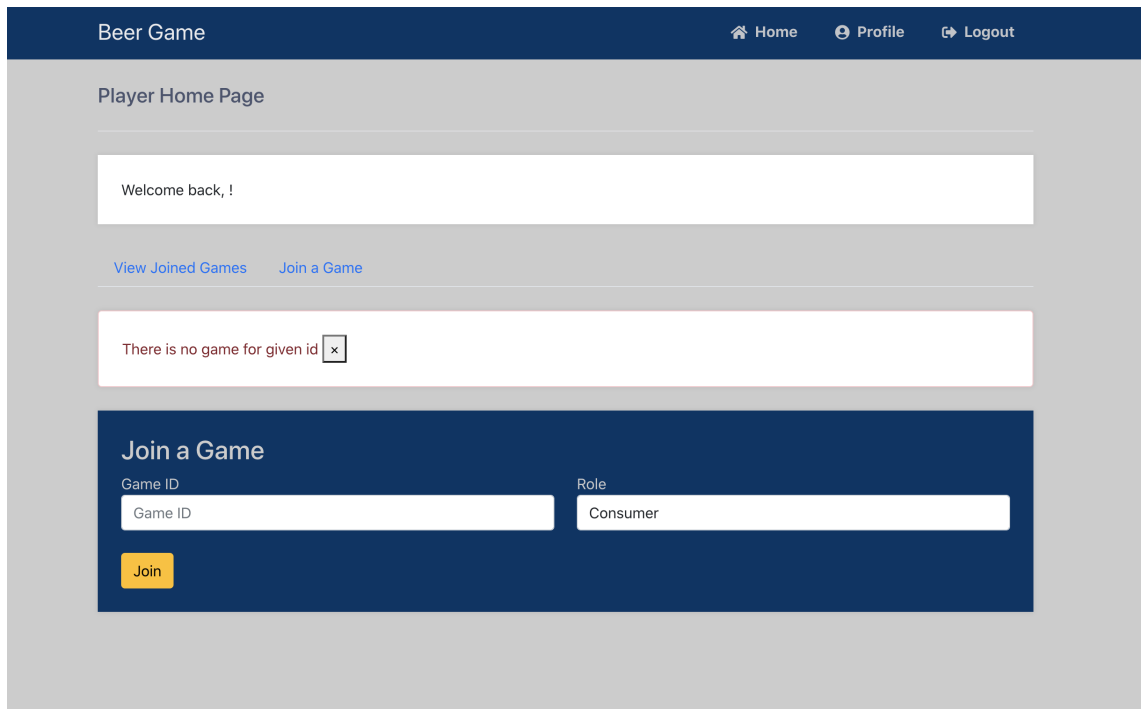 Beer Game Home Profile Logout
Player Home Page
Welcome back, !
View Joined Games Join a Game
There is no game for given id ×
Join a Game
Game ID Role
Game ID Consumer
Join